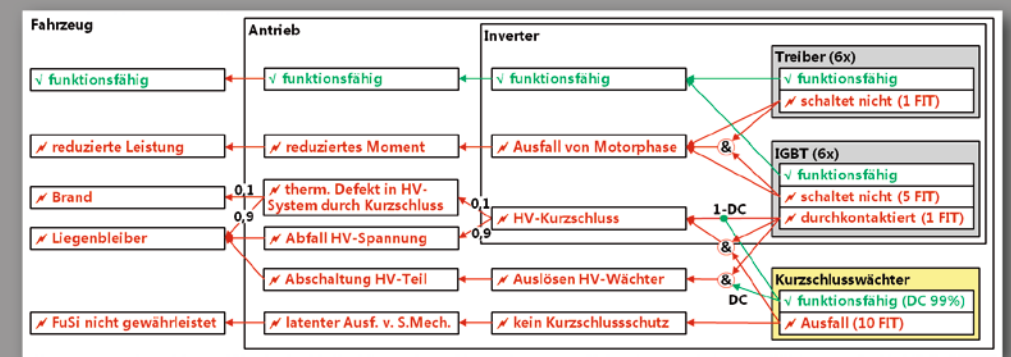 Fahrzeug
Antrieb
Inverter
Treiber (6x)
√ funktionsfähig
√ funktionsfähig
√ funktionsfähig
√ funktionsfähig
schaltet nicht (1 FIT)
reduzierte Leistung
reduziertes Moment
Ausfall von Motorphase
&
IGBT (6x)
√ funktionsfähig
schaltet nicht (5 FIT)
durchkontaktiert (1 FIT)
Brand
0,1
0,9
therm. Defekt in HV-
System durch Kurzschluss
0,1
0,9
HV-Kurzschluss
1-DC
&
Liegenbleiber
Abfall HV-Spannung
Abschaltung HV-Teil
Auslösen HV-Wächter
&
DC
Kurzschlusswächter
√ funktionsfähig (DC 99%)
Ausfall (10 FIT)
FuSi nicht gewährleistet
latenter Ausf. v. S.Mech.
kein Kurzschlussschutz